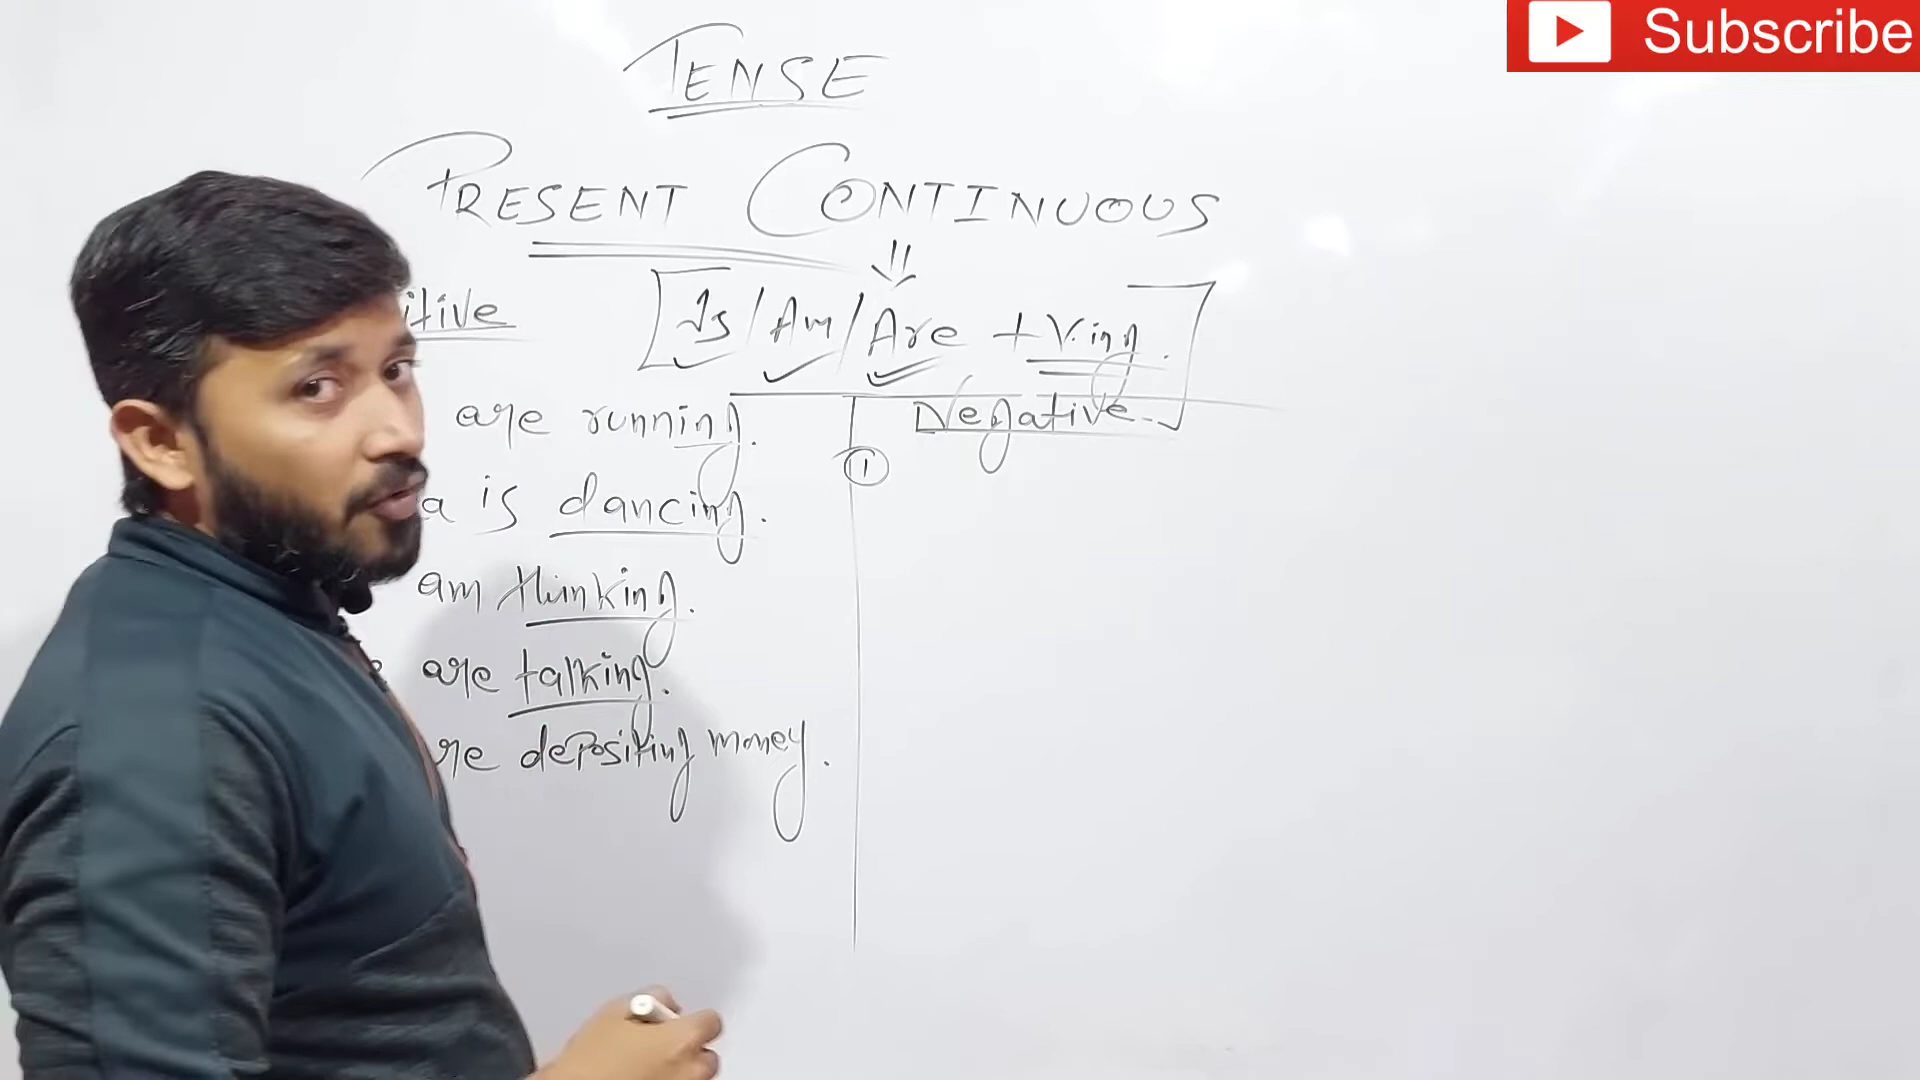 Subscribe
TENSE
PRESENT CONTINUOUS
itive
[Is/Am/Are + V.ing.]
are running.
Negative
a is dancing.
①
am thinking.
are talking.
re depositing money.